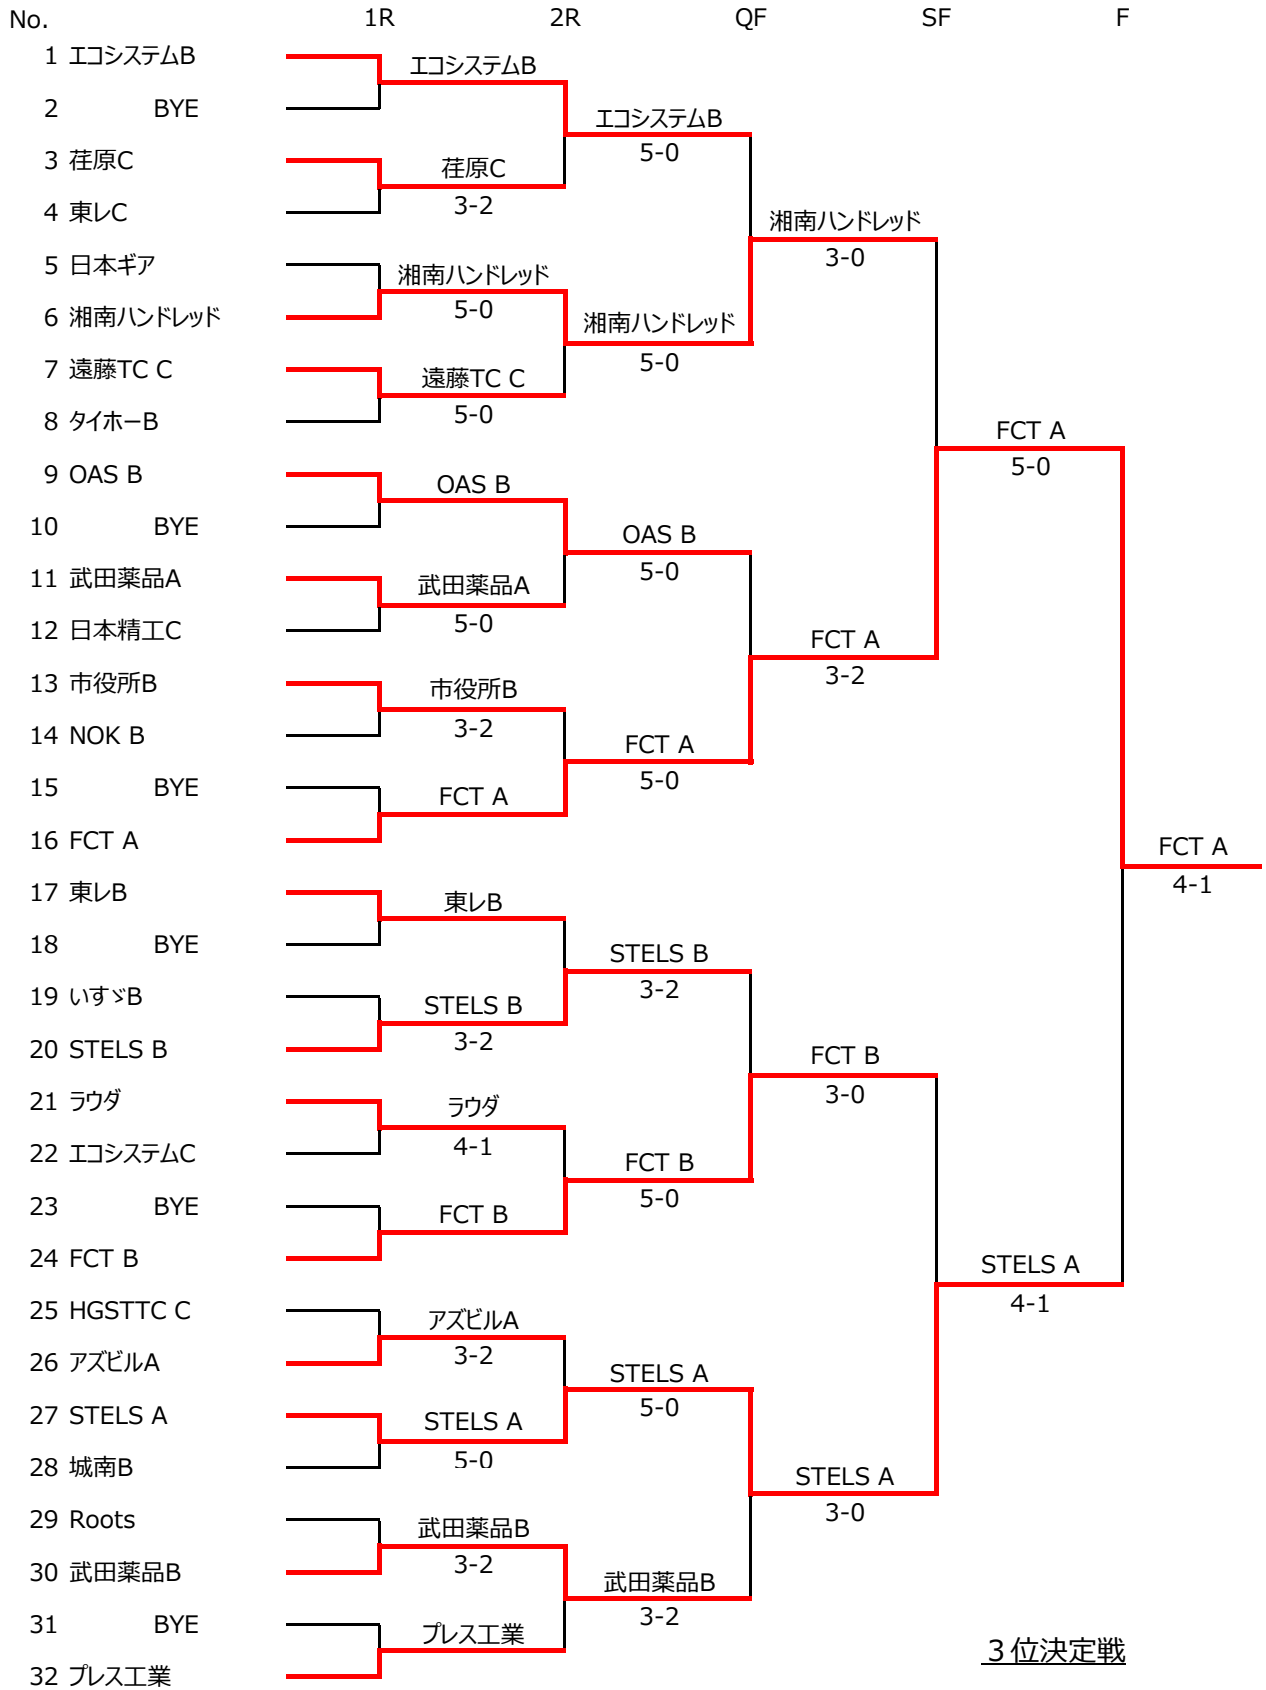 No. 1R 2R QF SF F
1 エコシステムB
エコシステムB
2 BYE
エコシステムB
5-0
3 荏原C
荏原C
3-2
4 東レC
湘南ハンドレッド
3-0
5 日本ギア
湘南ハンドレッド
5-0
6 湘南ハンドレッド
湘南ハンドレッド
5-0
7 遠藤TC C
遠藤TC C
5-0
8 タイホーB
FCT A
5-0
9 OAS B
OAS B
10 BYE
OAS B
5-0
11 武田薬品A
武田薬品A
5-0
12 日本精工C
FCT A
3-2
13 市役所B
市役所B
3-2
14 NOK B
FCT A
5-0
15 BYE
FCT A
16 FCT A
FCT A
4-1
17 東レB
東レB
18 BYE
STELS B
3-2
19 いすゞB
STELS B
3-2
20 STELS B
FCT B
3-0
21 ラウダ
ラウダ
4-1
22 エコシステムC
FCT B
5-0
23 BYE
FCT B
24 FCT B
STELS A
4-1
25 HGSTTC C
アズビルA
3-2
26 アズビルA
STELS A
5-0
27 STELS A
STELS A
5-0
28 城南B
STELS A
3-0
29 Roots
武田薬品B
3-2
30 武田薬品B
武田薬品B
3-2
31 BYE
プレス工業
32 プレス工業
３位決定戦